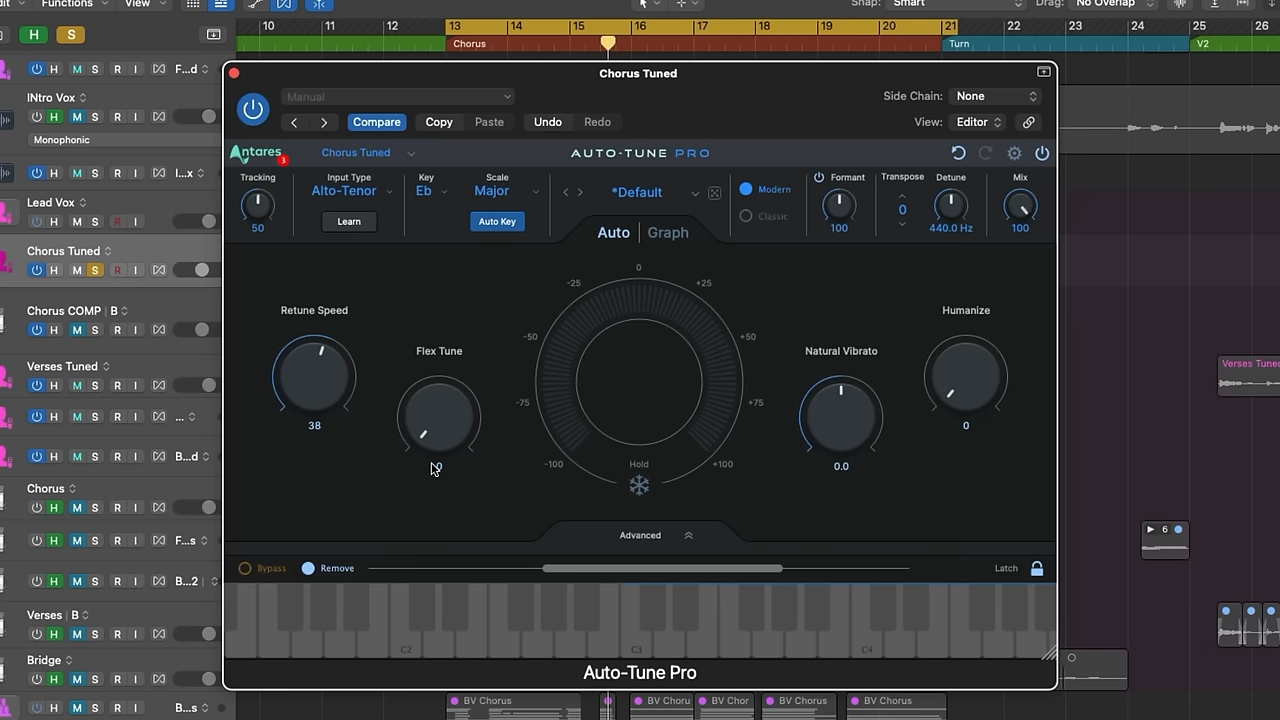 Functions
View
Snap:
Smart
Drag:
No Overlap
H
S
10 11 12 13 14 15 16 17 18 19 20 21 22 23 24 25 26
Chorus
Turn
V2
F...d
H M S R I
INtro Vox
H M S R I
Monophonic
I...x
H M S R I
Lead Vox
H M S R I
Chorus Tuned
H M S R I
Chorus COMP | B
H M S R I
Verses Tuned
H M S R I
H M S R I
...
H M S R I
B...d
Chorus
H M S R I
H M S R I
F...s
H M S R I
B...2
Verses | B
H M S R I
Bridge
H M S R I
H M S R I
B...s
Chorus Tuned
Manual
Side Chain:
None
Compare
Copy
Paste
Undo
Redo
View:
Editor
Antares
3
Chorus Tuned
AUTO-TUNE PRO
Tracking
50
Input Type
Alto-Tenor
Learn
Key
Eb
Scale
Major
Auto Key
*Default
Modern
Classic
Formant
100
Transpose
0
Detune
440.0 Hz
Mix
100
Auto
Graph
0
-25
+25
-50
+50
-75
+75
-100
+100
Hold
Retune Speed
38
Flex Tune
Natural Vibrato
0.0
Humanize
0
Advanced
Bypass
Remove
Latch
C2
C3
C4
Auto-Tune Pro
Verses Tuned
6
BV Chorus
BV Choru
BV Chor
BV Chorus
BV Chorus